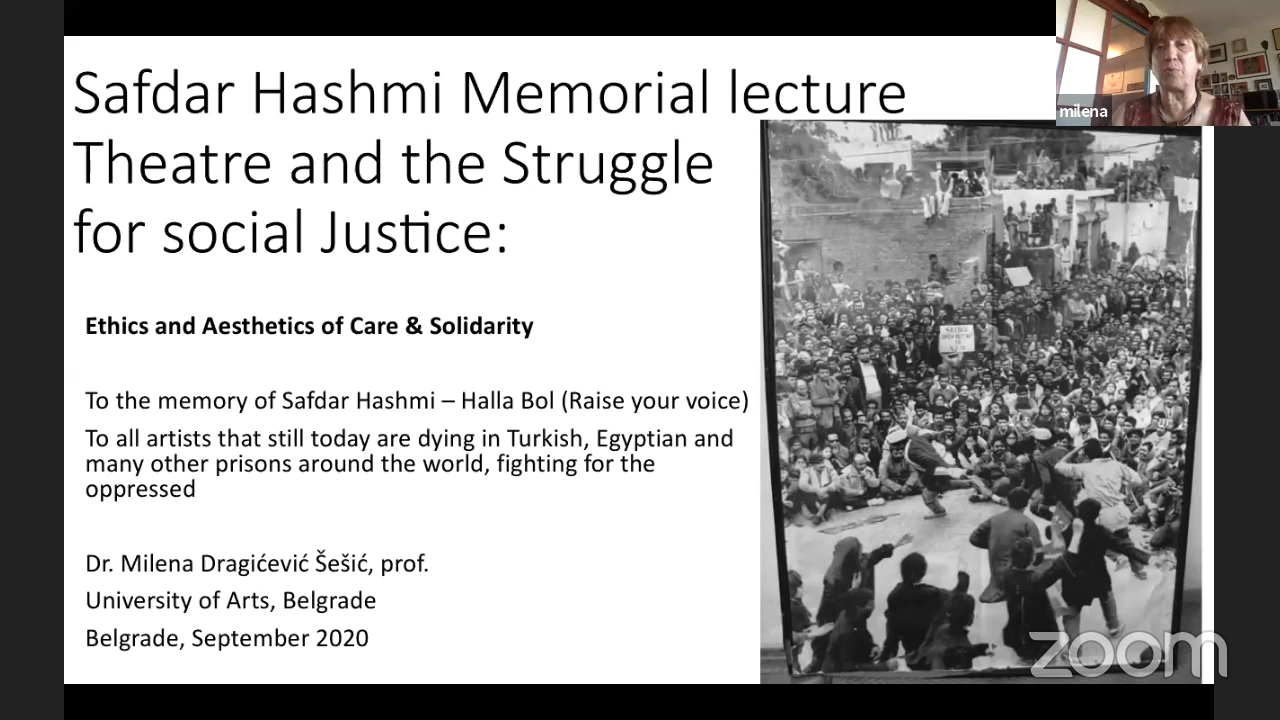 Safdar Hashmi Memorial lecture
Theatre and the Struggle
for social Justice:
Ethics and Aesthetics of Care & Solidarity
To the memory of Safdar Hashmi – Halla Bol (Raise your voice)
To all artists that still today are dying in Turkish, Egyptian and
many other prisons around the world, fighting for the
oppressed
Dr. Milena Dragićević Šešić, prof.
University of Arts, Belgrade
Belgrade, September 2020
milena
zoom